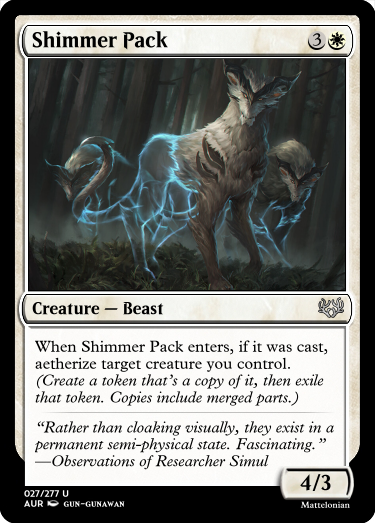 Shimmer Pack 3
Creature — Beast
When Shimmer Pack enters, if it was cast,
aetherize target creature you control.
(Create a token that's a copy of it, then exile
that token. Copies include merged parts.)
“Rather than cloaking visually, they exist in a
permanent semi-physical state. Fascinating.”
—Observations of Researcher Simul
4/3
027/277 U
AUR GUN-GUNAWAN
Mattelonian